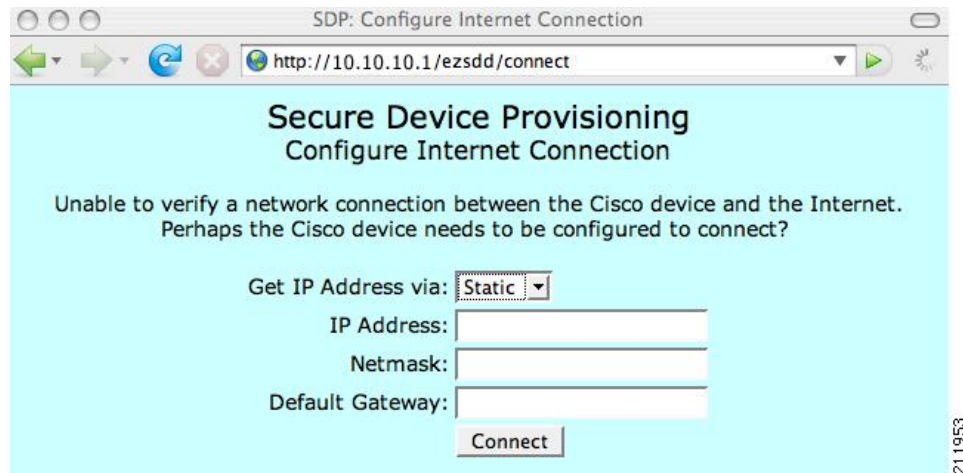 SDP: Configure Internet Connection
http://10.10.10.1/ezsdd/connect
Secure Device Provisioning
Configure Internet Connection
Unable to verify a network connection between the Cisco device and the Internet.
Perhaps the Cisco device needs to be configured to connect?
Get IP Address via: Static
IP Address:
Netmask:
Default Gateway:
Connect
211953